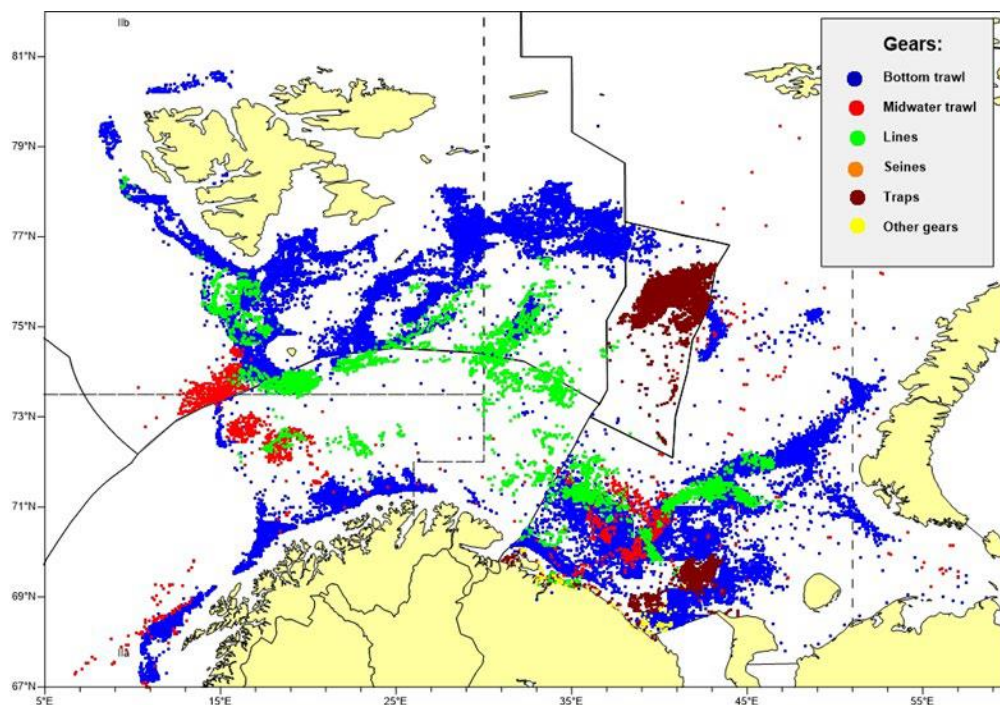 IIb
81°N
79°N
77°N
75°N
73°N
71°N
69°N
67°N
Gears:
Bottom trawl
Midwater trawl
Lines
Seines
Traps
Other gears
IIa
5°E
15°E
25°E
35°E
45°E
55°E